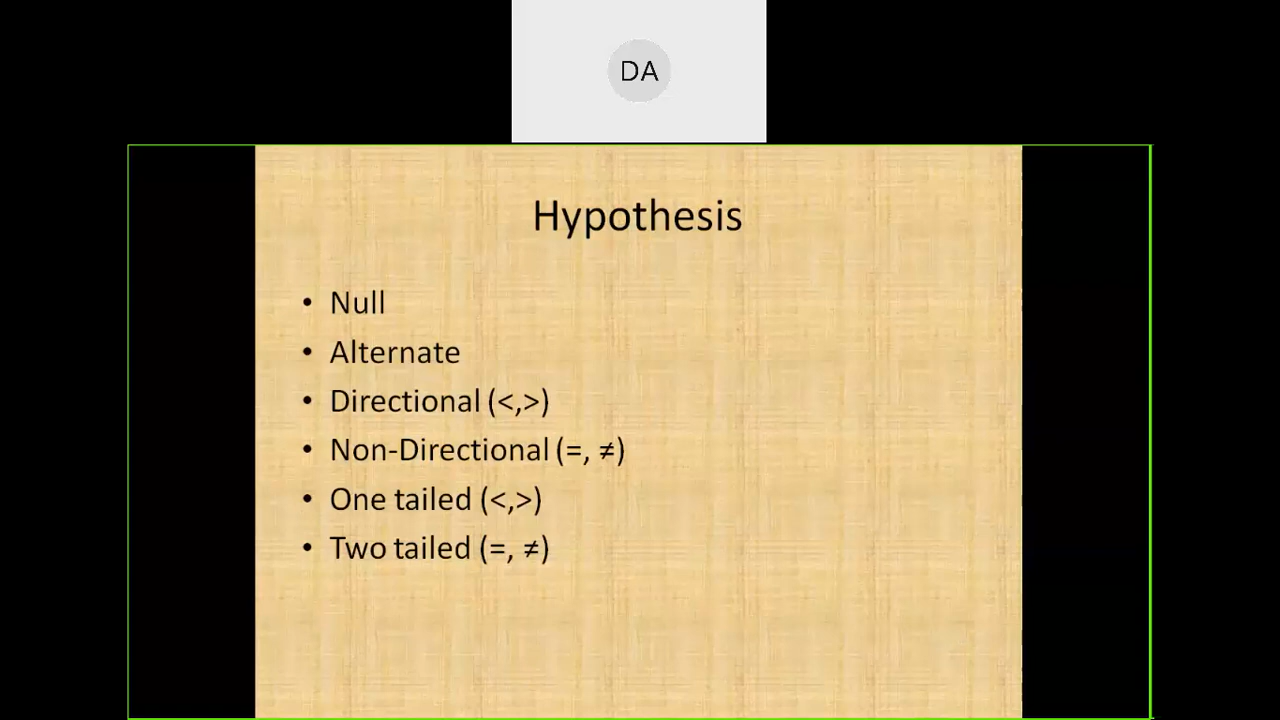 DA
Hypothesis
• Null
• Alternate
• Directional (<,>)
• Non-Directional (=, ≠)
• One tailed (<,>)
• Two tailed (=, ≠)